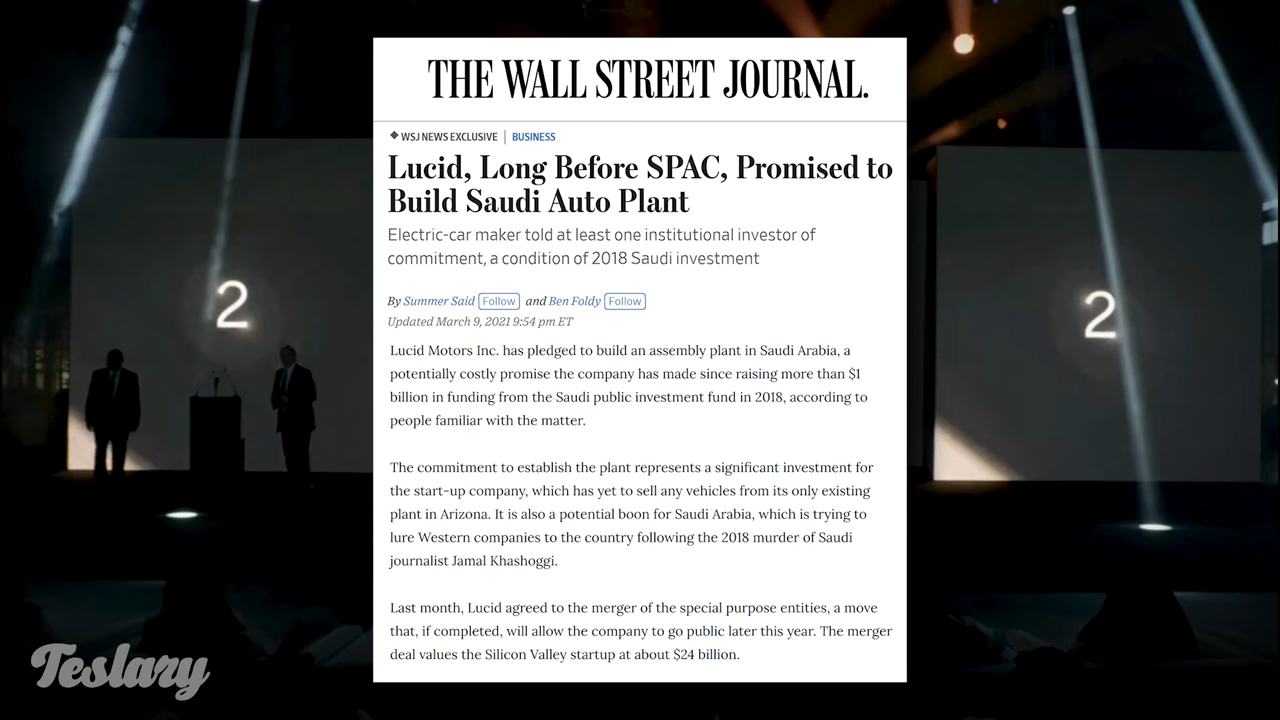 THE WALL STREET JOURNAL.
WSJ NEWS EXCLUSIVE | BUSINESS
Lucid, Long Before SPAC, Promised to
Build Saudi Auto Plant
Electric-car maker told at least one institutional investor of
commitment, a condition of 2018 Saudi investment
By Summer Said Follow and Ben Foldy Follow
Updated March 9, 2021 9:54 pm ET
Lucid Motors Inc. has pledged to build an assembly plant in Saudi Arabia, a
potentially costly promise the company has made since raising more than $1
billion in funding from the Saudi public investment fund in 2018, according to
people familiar with the matter.
The commitment to establish the plant represents a significant investment for
the start-up company, which has yet to sell any vehicles from its only existing
plant in Arizona. It is also a potential boon for Saudi Arabia, which is trying to
lure Western companies to the country following the 2018 murder of Saudi
journalist Jamal Khashoggi.
Last month, Lucid agreed to the merger of the special purpose entities, a move
that, if completed, will allow the company to go public later this year. The merger
deal values the Silicon Valley startup at about $24 billion.
2
2
Teslary